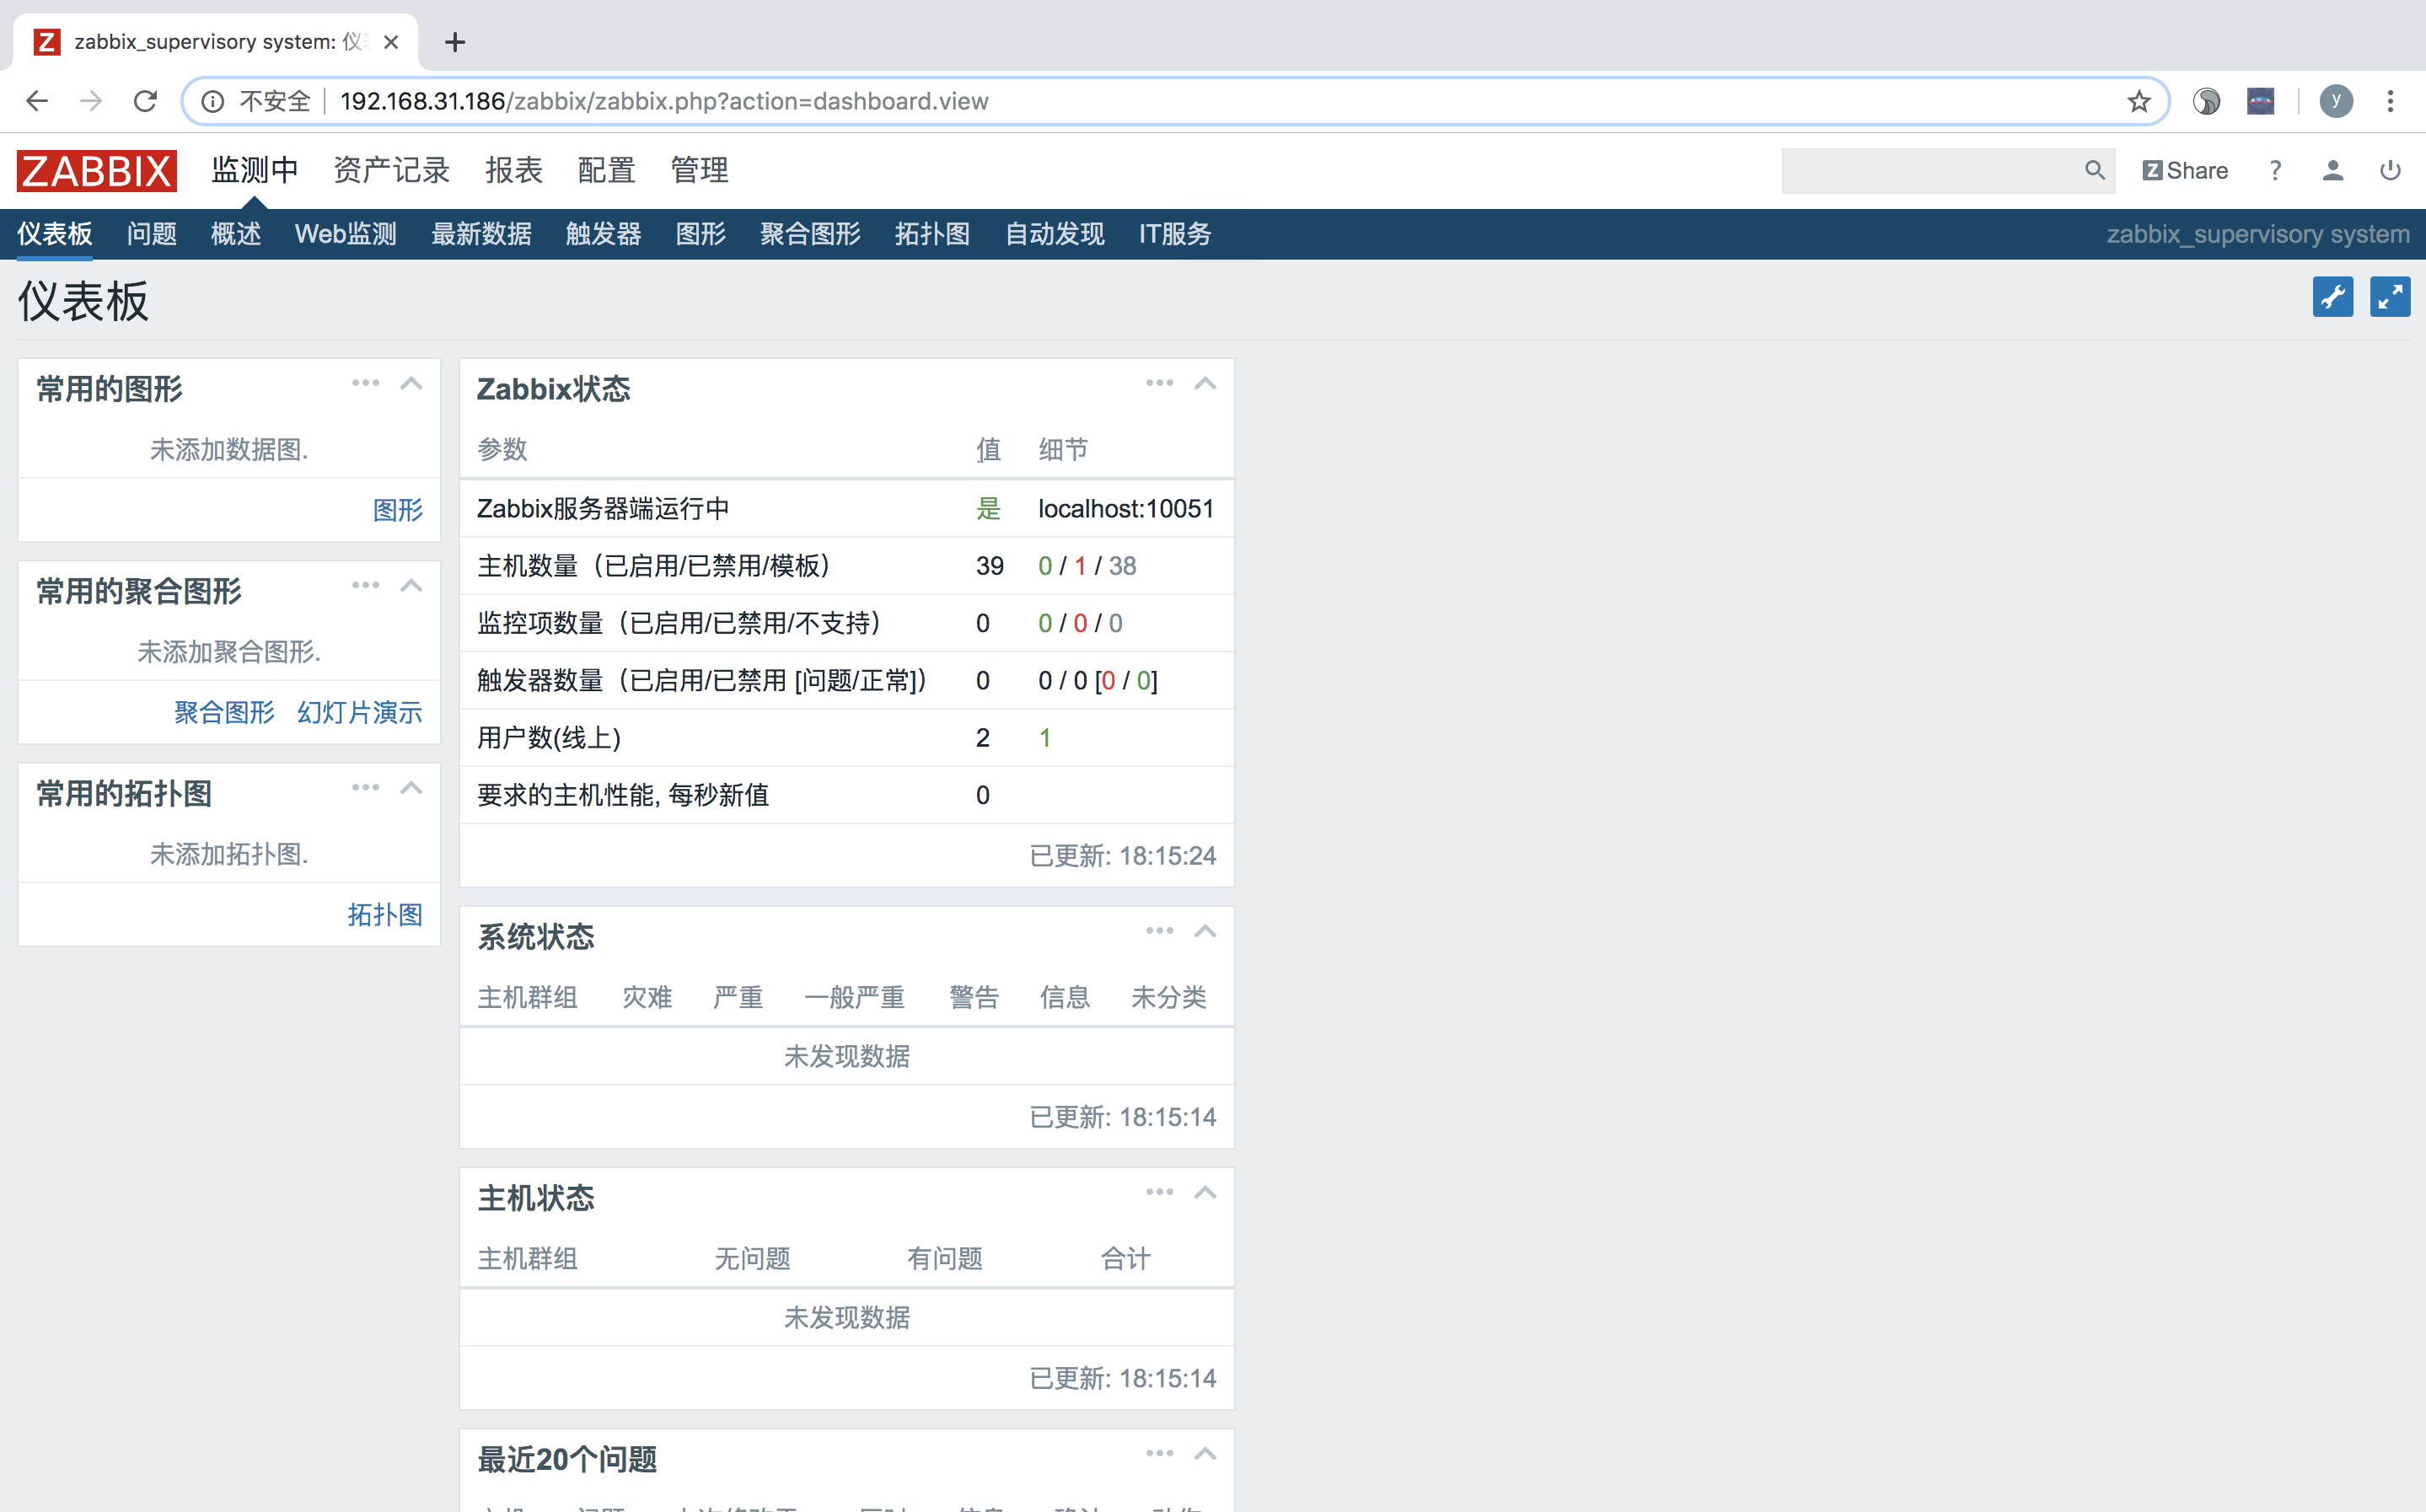 zabbix_supervisory system: 仪
不安全 192.168.31.186/zabbix/zabbix.php?action=dashboard.view
y
ZABBIX 监测中 资产记录 报表 配置 管理 Z Share ?
仪表板 问题 概述 Web监测 最新数据 触发器 图形 聚合图形 拓扑图 自动发现 IT服务 zabbix_supervisory system
仪表板
常用的图形
未添加数据图.
图形
常用的聚合图形
未添加聚合图形.
聚合图形 幻灯片演示
常用的拓扑图
未添加拓扑图.
拓扑图
Zabbix状态
参数 值 细节
Zabbix服务器端运行中 是 localhost:10051
主机数量（已启用/已禁用/模板） 39 0 / 1 / 38
监控项数量（已启用/已禁用/不支持） 0 0 / 0 / 0
触发器数量（已启用/已禁用 [问题/正常]） 0 0 / 0 [0 / 0]
用户数(线上) 2 1
要求的主机性能, 每秒新值 0
已更新: 18:15:24
系统状态
主机群组 灾难 严重 一般严重 警告 信息 未分类
未发现数据
已更新: 18:15:14
主机状态
主机群组 无问题 有问题 合计
未发现数据
已更新: 18:15:14
最近20个问题